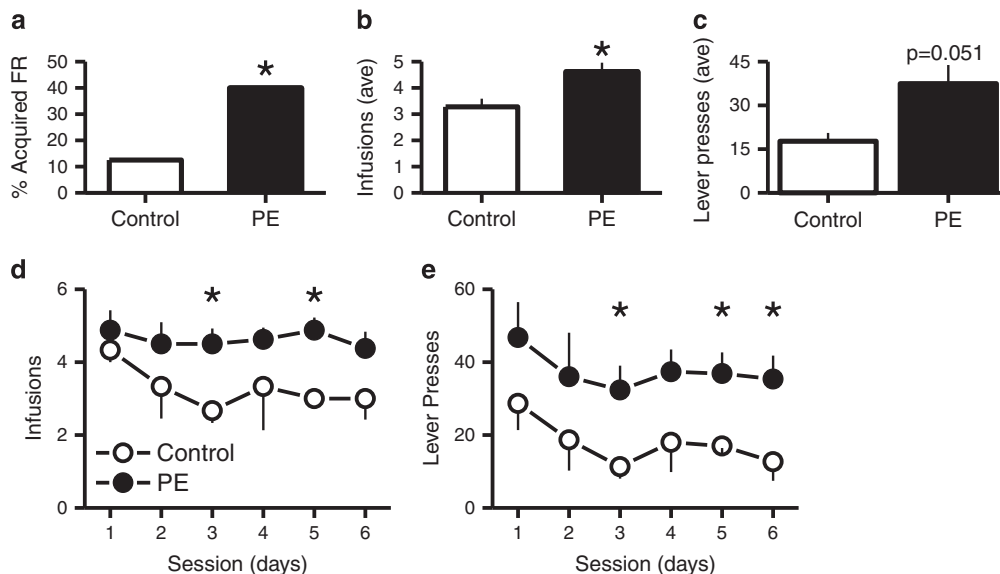 a
% Acquired FR
50
40
30
20
10
0
*
Control PE
b
Infusions (ave)
5
4
3
2
1
0
*
Control PE
c
Lever presses (ave)
45
30
15
0
p=0.051
Control PE
d
Infusions
6
4
2
0
* *
Control
PE
1 2 3 4 5 6
Session (days)
e
Lever Presses
60
40
20
0
* * *
1 2 3 4 5 6
Session (days)